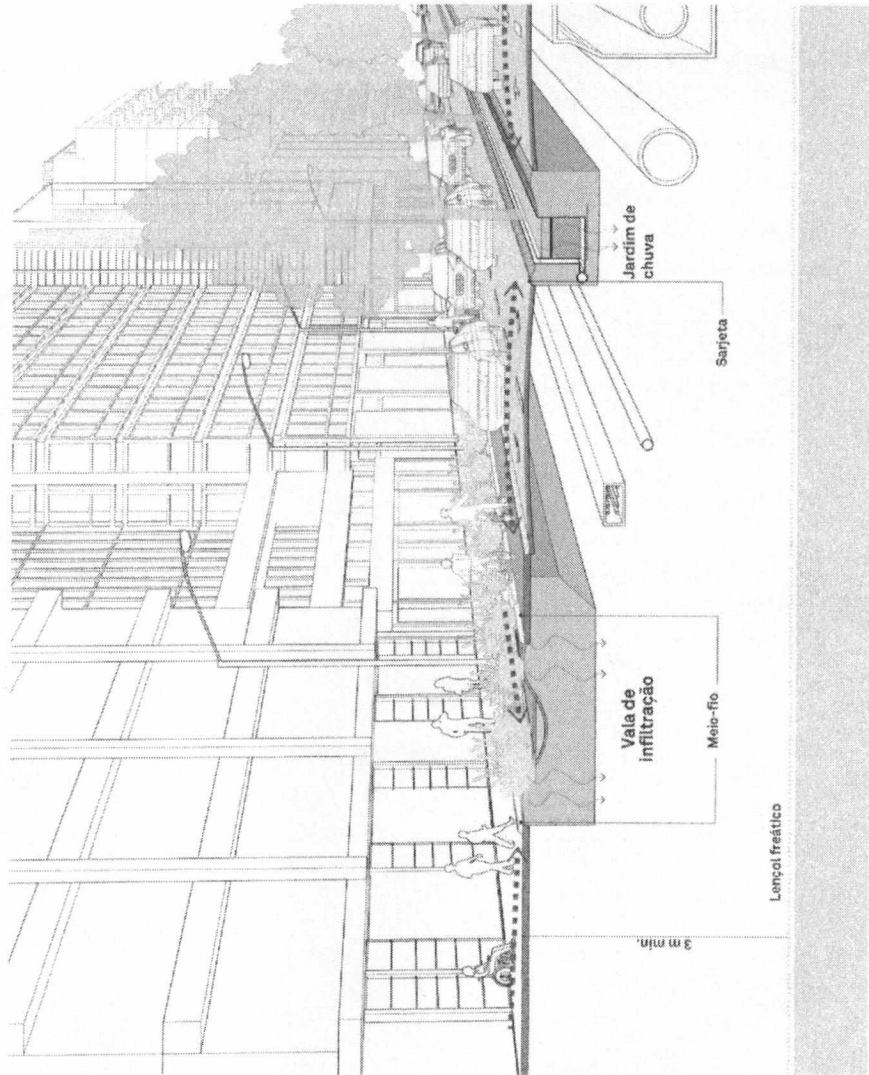 Jardim de
chuva
Sarjeta
Vala de
infiltração
Meio-fio
Lençol freático
3 m mín.